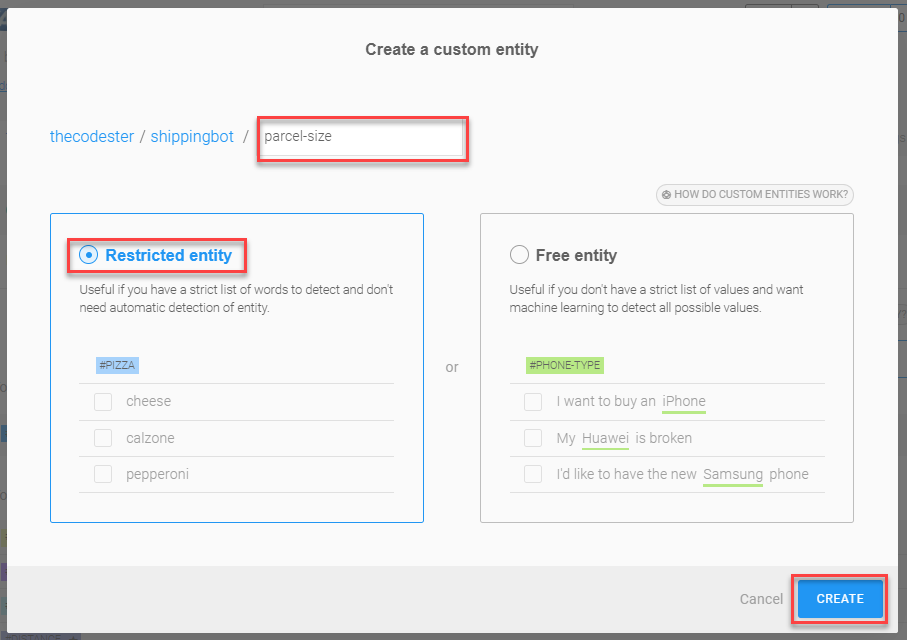 Create a custom entity
thecodester / shippingbot / parcel-size
HOW DO CUSTOM ENTITIES WORK?
Restricted entity
Useful if you have a strict list of words to detect and don't
need automatic detection of entity.
#PIZZA
cheese
calzone
pepperoni
or
Free entity
Useful if you don't have a strict list of values and want
machine learning to detect all possible values.
#PHONE-TYPE
I want to buy an iPhone
My Huawei is broken
I'd like to have the new Samsung phone
Cancel
CREATE
#DISTANCE